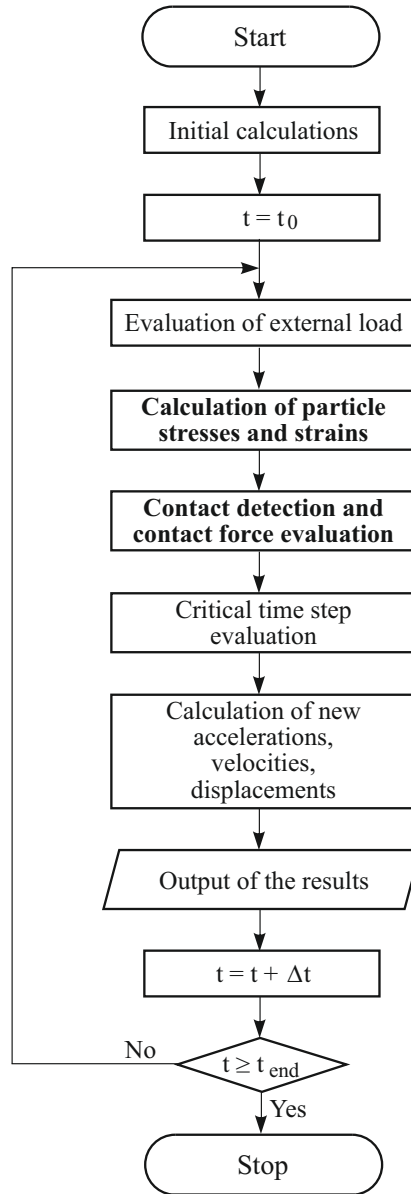 Start
Initial calculations
t = t0
Evaluation of external load
Calculation of particle
stresses and strains
Contact detection and
contact force evaluation
Critical time step
evaluation
Calculation of new
accelerations,
velocities,
displacements
Output of the results
t = t + Δt
No
t ≥ tend
Yes
Stop